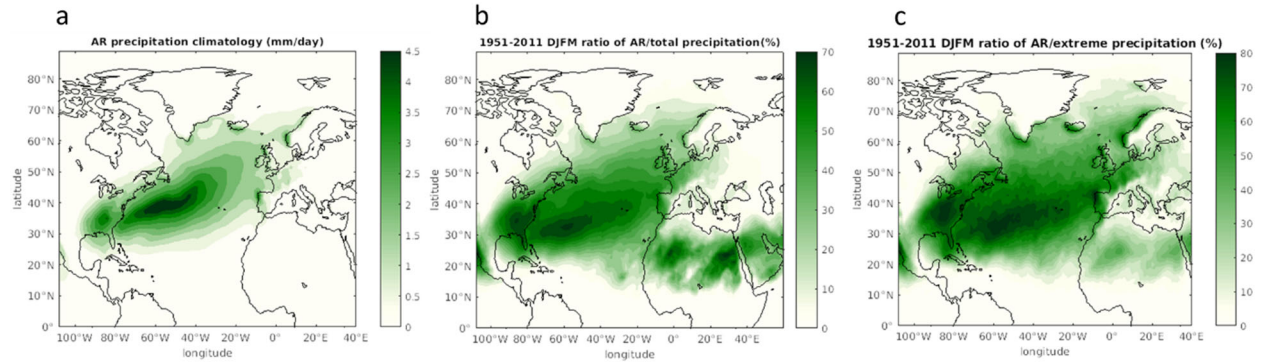 a
AR precipitation climatology (mm/day)
80°N
70°N
60°N
50°N
40°N
30°N
20°N
10°N
0°
latitude
100°W 80°W 60°W 40°W 20°W 0° 20°E 40°E
longitude
4.5
4
3.5
3
2.5
2
1.5
1
0.5
0
b
1951-2011 DJFM ratio of AR/total precipitation(%)
80°N
70°N
60°N
50°N
40°N
30°N
20°N
10°N
0°
latitude
100°W 80°W 60°W 40°W 20°W 0° 20°E 40°E
longitude
70
60
50
40
30
20
10
0
c
1951-2011 DJFM ratio of AR/extreme precipitation (%)
80°N
70°N
60°N
50°N
40°N
30°N
20°N
10°N
0°
latitude
100°W 80°W 60°W 40°W 20°W 0° 20°E 40°E
longitude
80
70
60
50
40
30
20
10
0